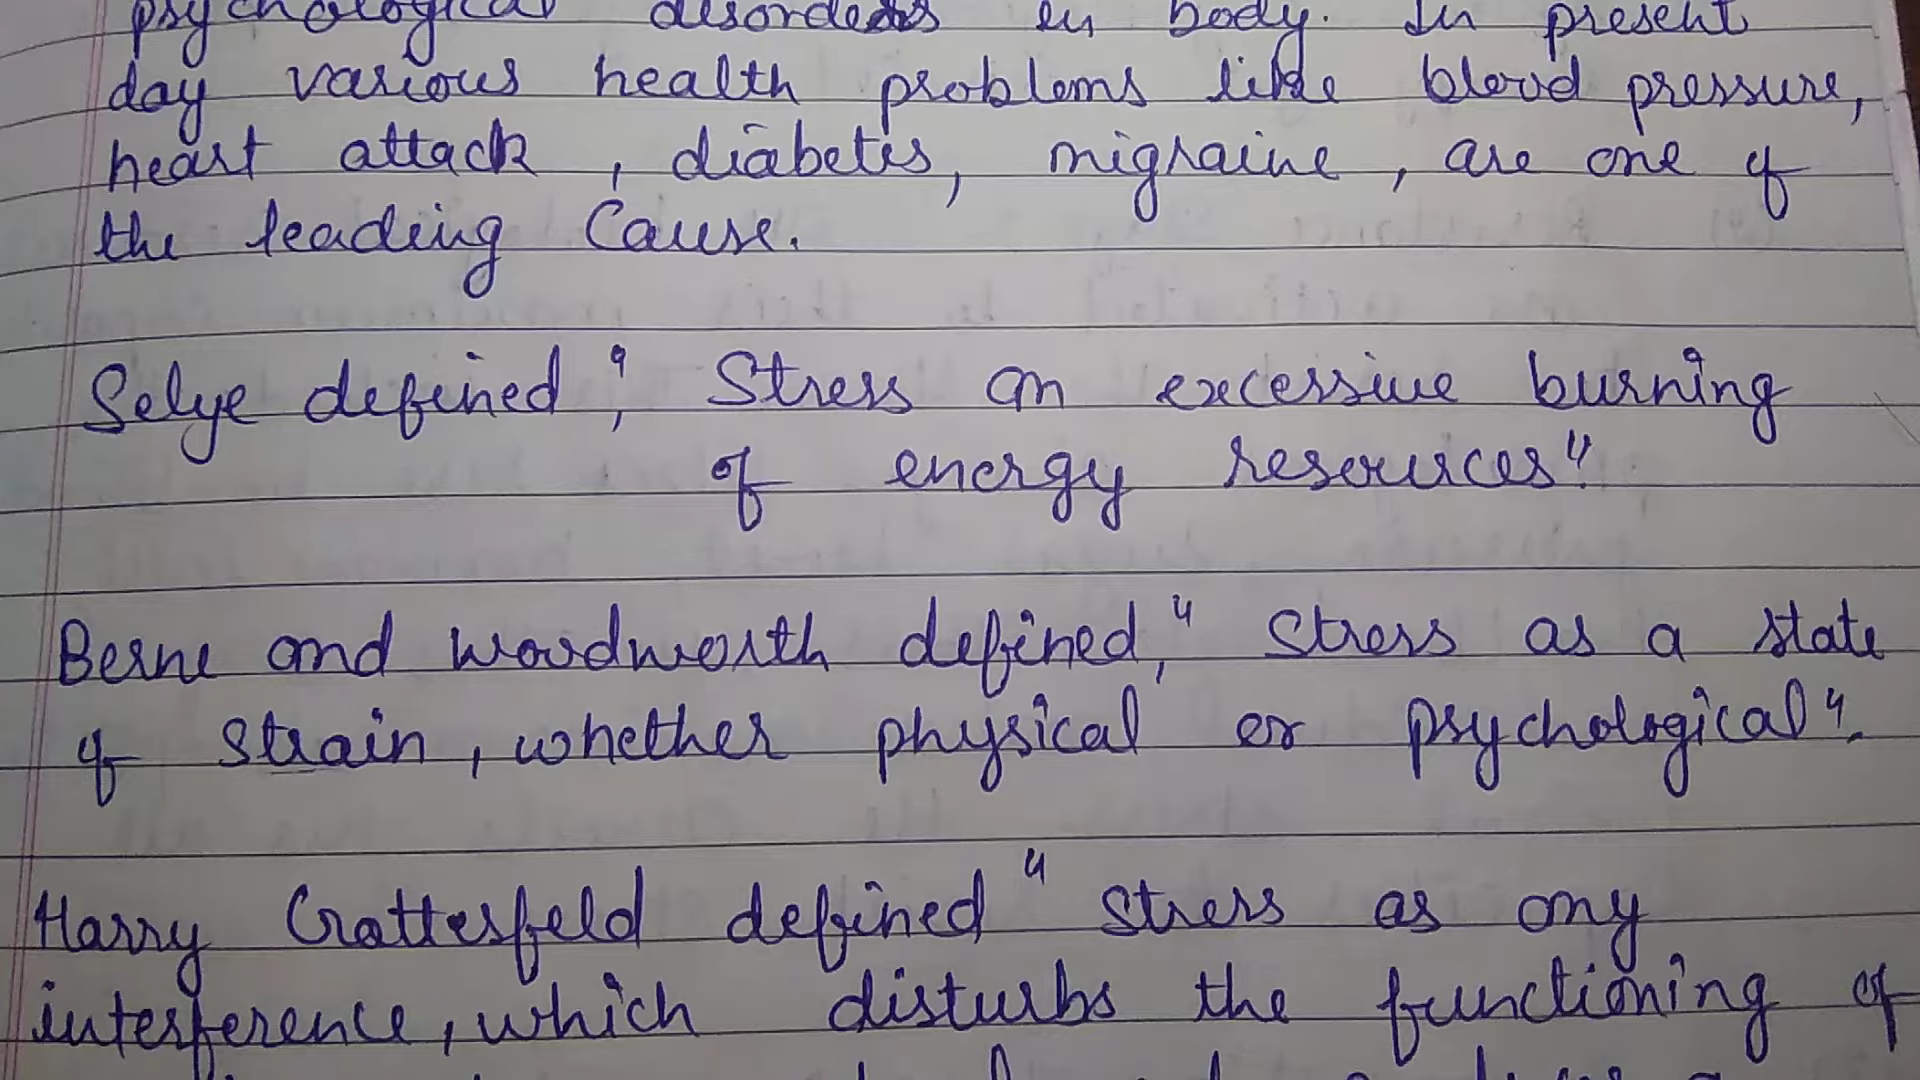 psychological disorders in body. In present
day various health problems like blood pressure,
heart attack, diabetes, migraine, are one of
the leading Cause.
Selye defined, " Stress an excessive burning
of energy resources".
Berne and woodworth defined, " Stress as a state
of strain, whether physical or psychological".
Harry Crattesfeld defined " stress as any
interference, which disturbs the functioning of